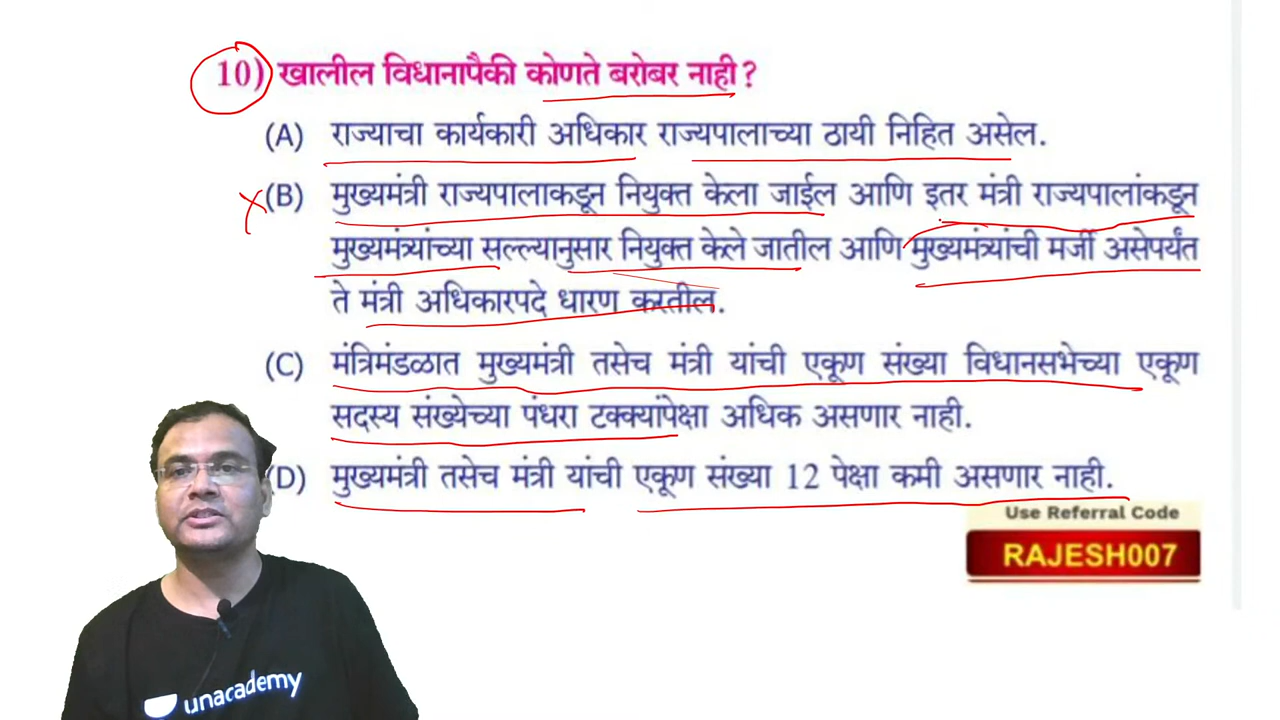 10) खालील विधानापैकी कोणते बरोबर नाही?
(A) राज्याचा कार्यकारी अधिकार राज्यपालाच्या ठायी निहित असेल.
x (B) मुख्यमंत्री राज्यपालाकडून नियुक्त केला जाईल आणि इतर मंत्री राज्यपालांकडून
मुख्यमंत्र्यांच्या सल्ल्यानुसार नियुक्त केले जातील आणि मुख्यमंत्र्यांची मर्जी असेपर्यंत
ते मंत्री अधिकारपदे धारण करतील.
(C) मंत्रिमंडळात मुख्यमंत्री तसेच मंत्री यांची एकूण संख्या विधानसभेच्या एकूण
सदस्य संख्येच्या पंधरा टक्क्यांपेक्षा अधिक असणार नाही.
(D) मुख्यमंत्री तसेच मंत्री यांची एकूण संख्या 12 पेक्षा कमी असणार नाही.
Use Referral Code
RAJESH007
unacademy